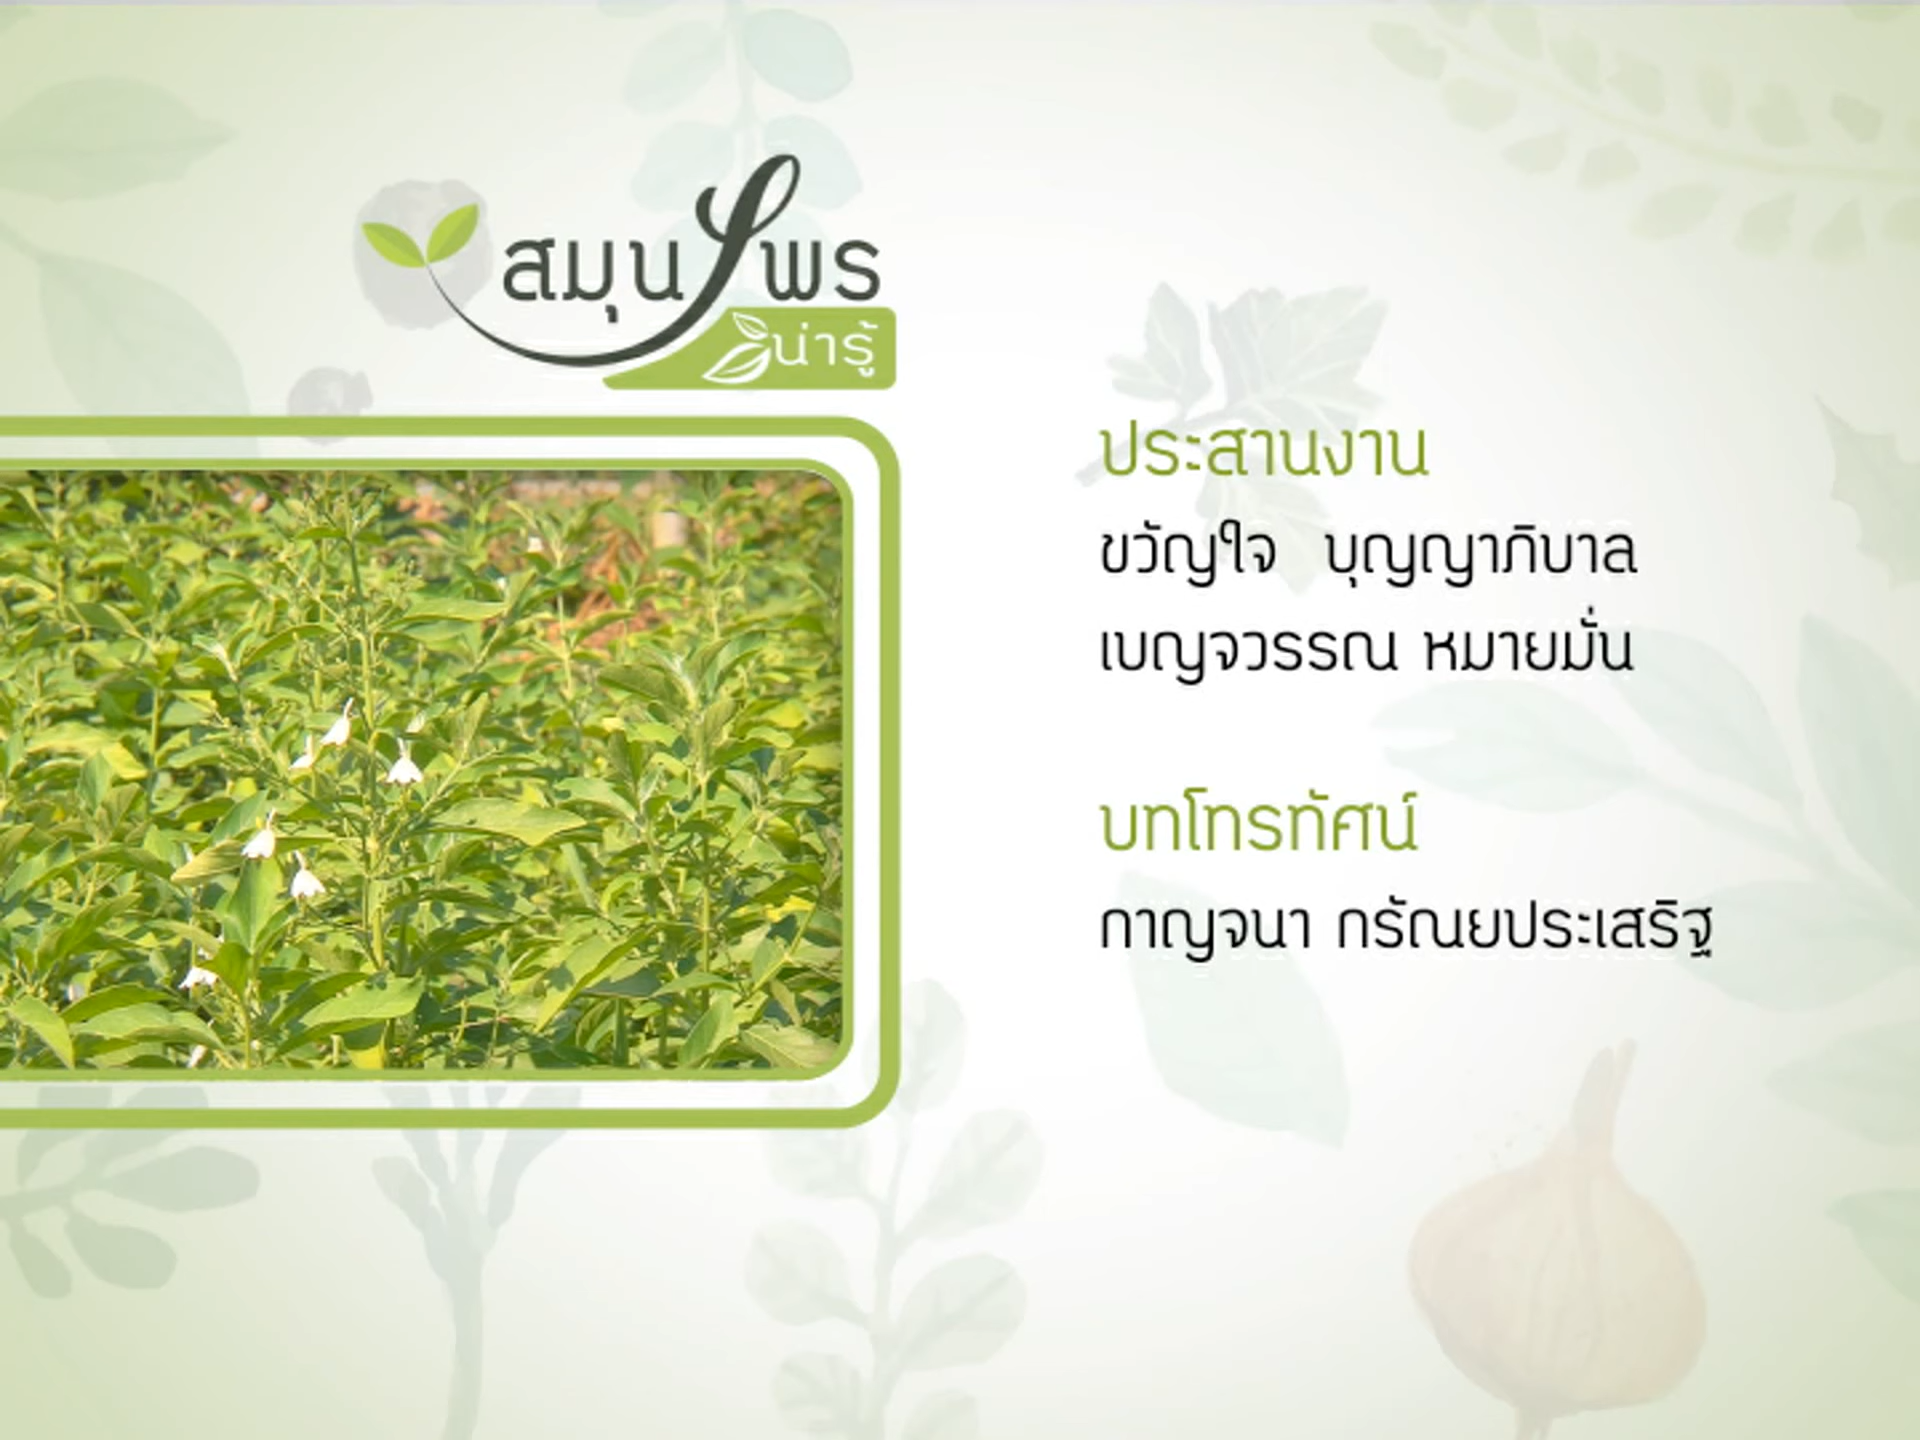 สมุนไพร
น่ารู้
ประสานงาน
ขวัญใจ บุญญาภิบาล
เบญจวรรณ หมายมั่น
บทโทรทัศน์
กาญจนา กรัณยประเสริฐ